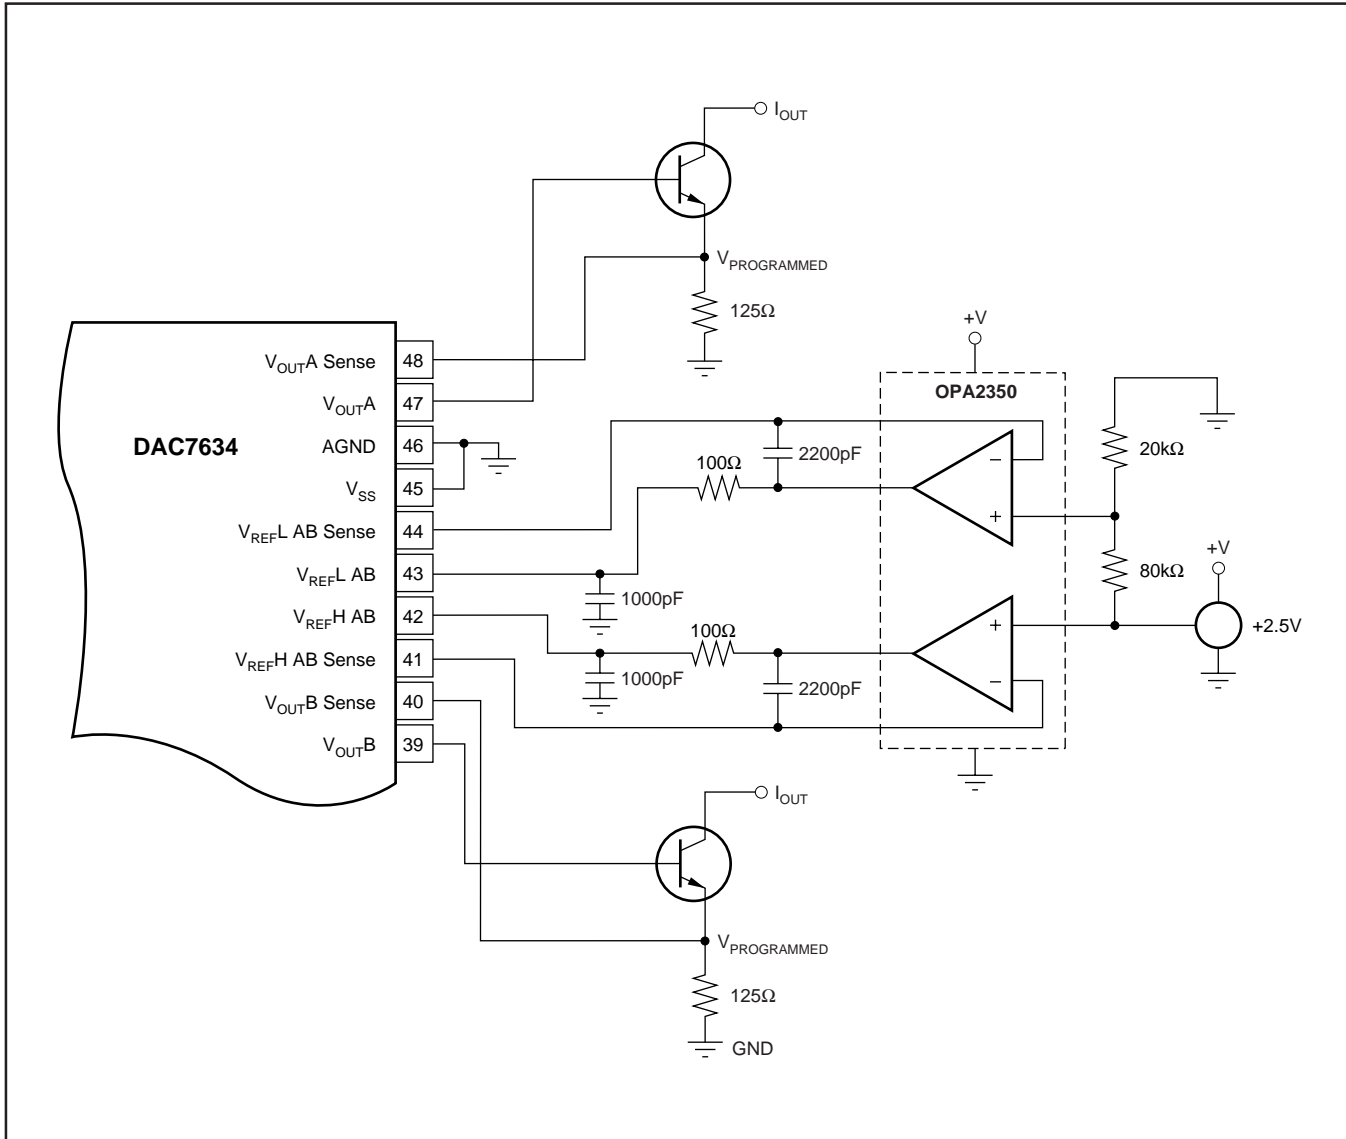 I_OUT
V_PROGRAMMED
125Ω
DAC7634
V_OUTA Sense 48
V_OUTA 47
AGND 46
V_SS 45
V_REFL AB Sense 44
V_REFL AB 43
V_REFH AB 42
V_REFH AB Sense 41
V_OUTB Sense 40
V_OUTB 39
+V
OPA2350
2200pF
100Ω
1000pF
100Ω
1000pF
2200pF
−
+
+
−
20kΩ
80kΩ
+V
+2.5V
I_OUT
V_PROGRAMMED
125Ω
GND